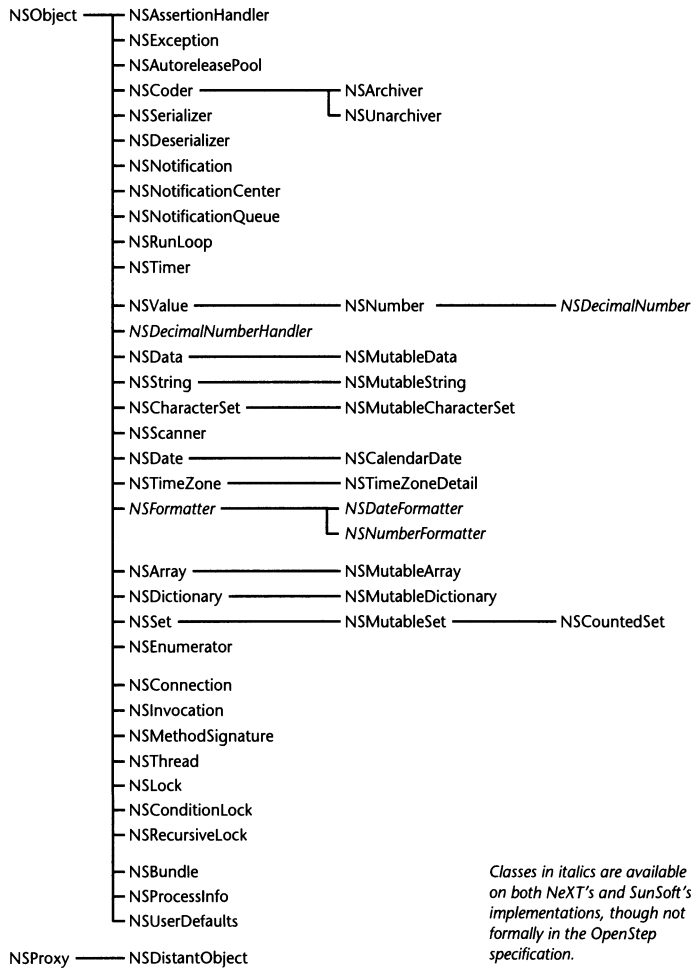 NSObject NSAssertionHandler
NSException
NSAutoreleasePool
NSCoder NSArchiver
NSSerializer NSUnarchiver
NSDeserializer
NSNotification
NSNotificationCenter
NSNotificationQueue
NSRunLoop
NSTimer
NSValue NSNumber NSDecimalNumber
NSDecimalNumberHandler
NSData NSMutableData
NSString NSMutableString
NSCharacterSet NSMutableCharacterSet
NSScanner
NSDate NSCalendarDate
NSTimeZone NSTimeZoneDetail
NSFormatter NSDateFormatter
NSNumberFormatter
NSArray NSMutableArray
NSDictionary NSMutableDictionary
NSSet NSMutableSet NSCountedSet
NSEnumerator
NSConnection
NSInvocation
NSMethodSignature
NSThread
NSLock
NSConditionLock
NSRecursiveLock
NSBundle
NSProcessInfo
NSUserDefaults
NSProxy NSDistantObject
Classes in italics are available
on both NeXT's and SunSoft's
implementations, though not
formally in the OpenStep
specification.